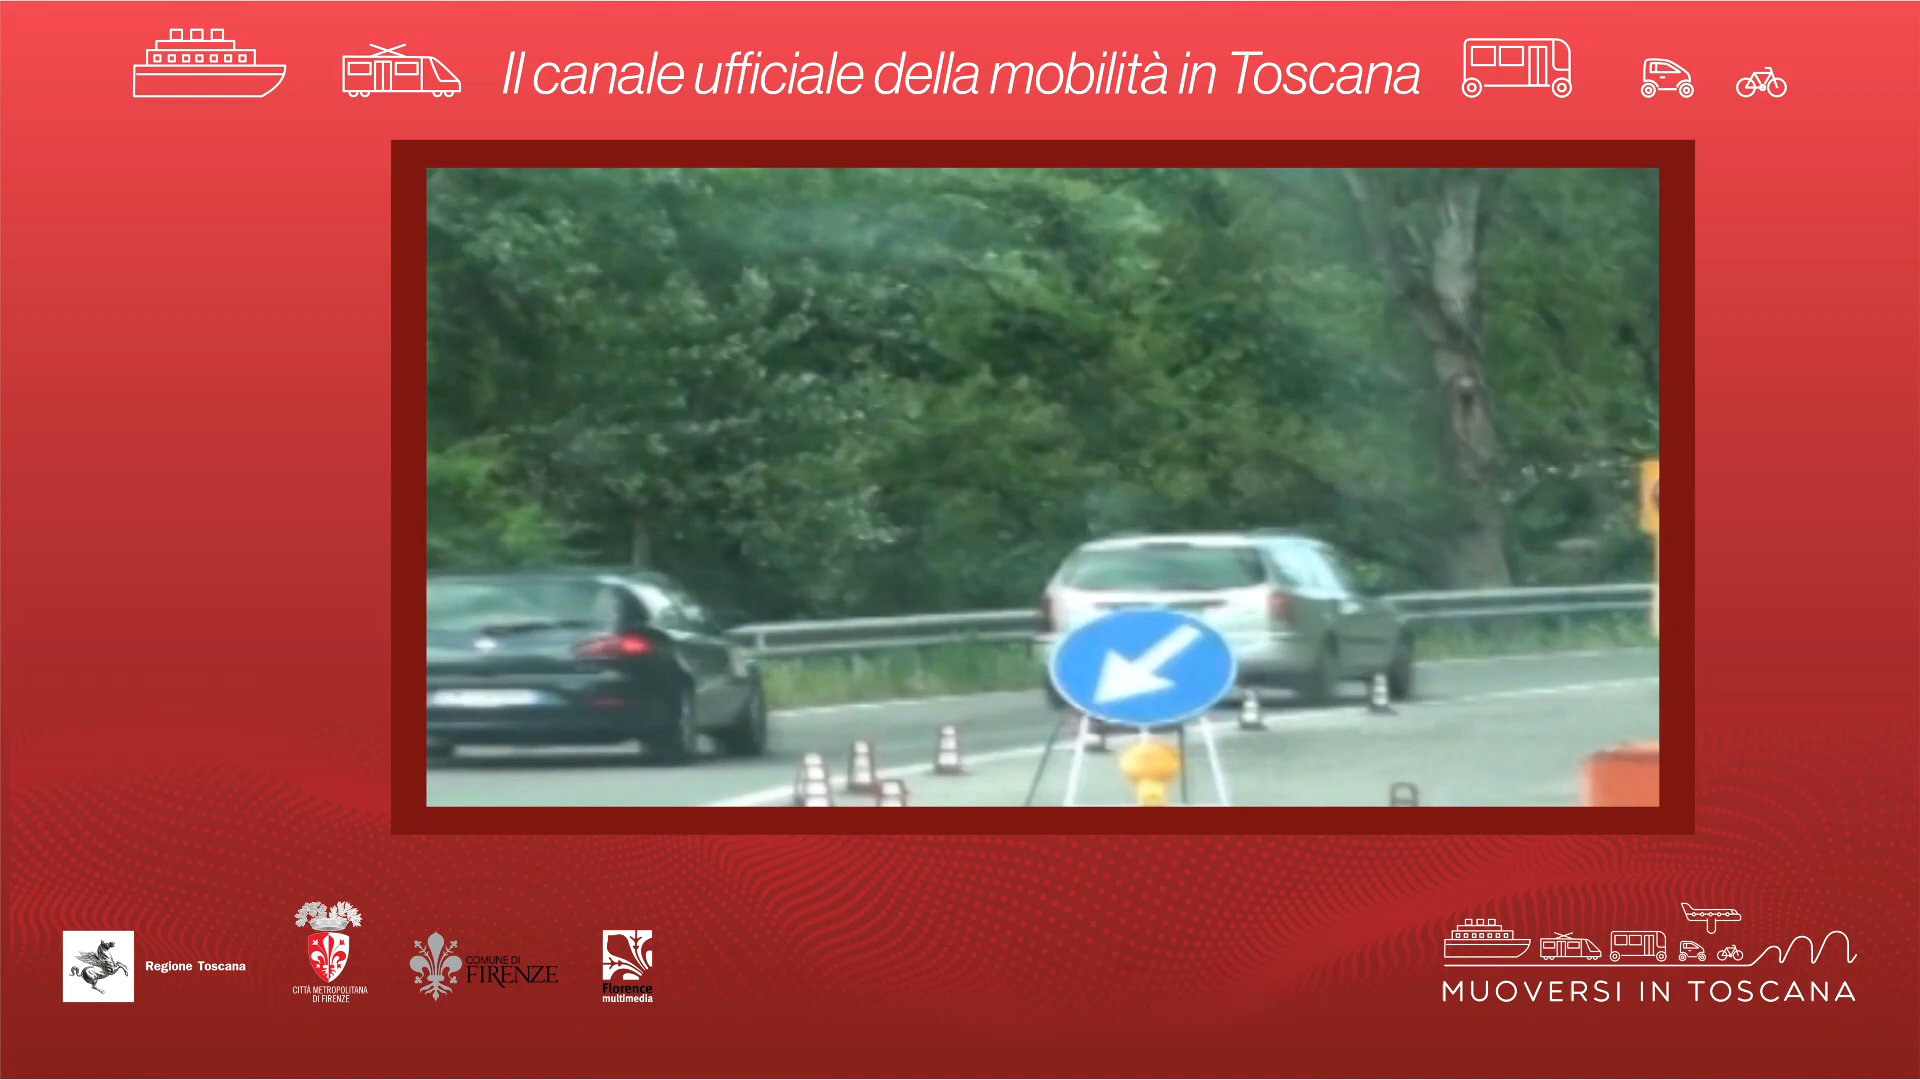 Il canale ufficiale della mobilità in Toscana
Regione Toscana
CITTÀ METROPOLITANA
DI FIRENZE
COMUNE DI
FIRENZE
Florence
multimedia
MUOVERSI IN TOSCANA